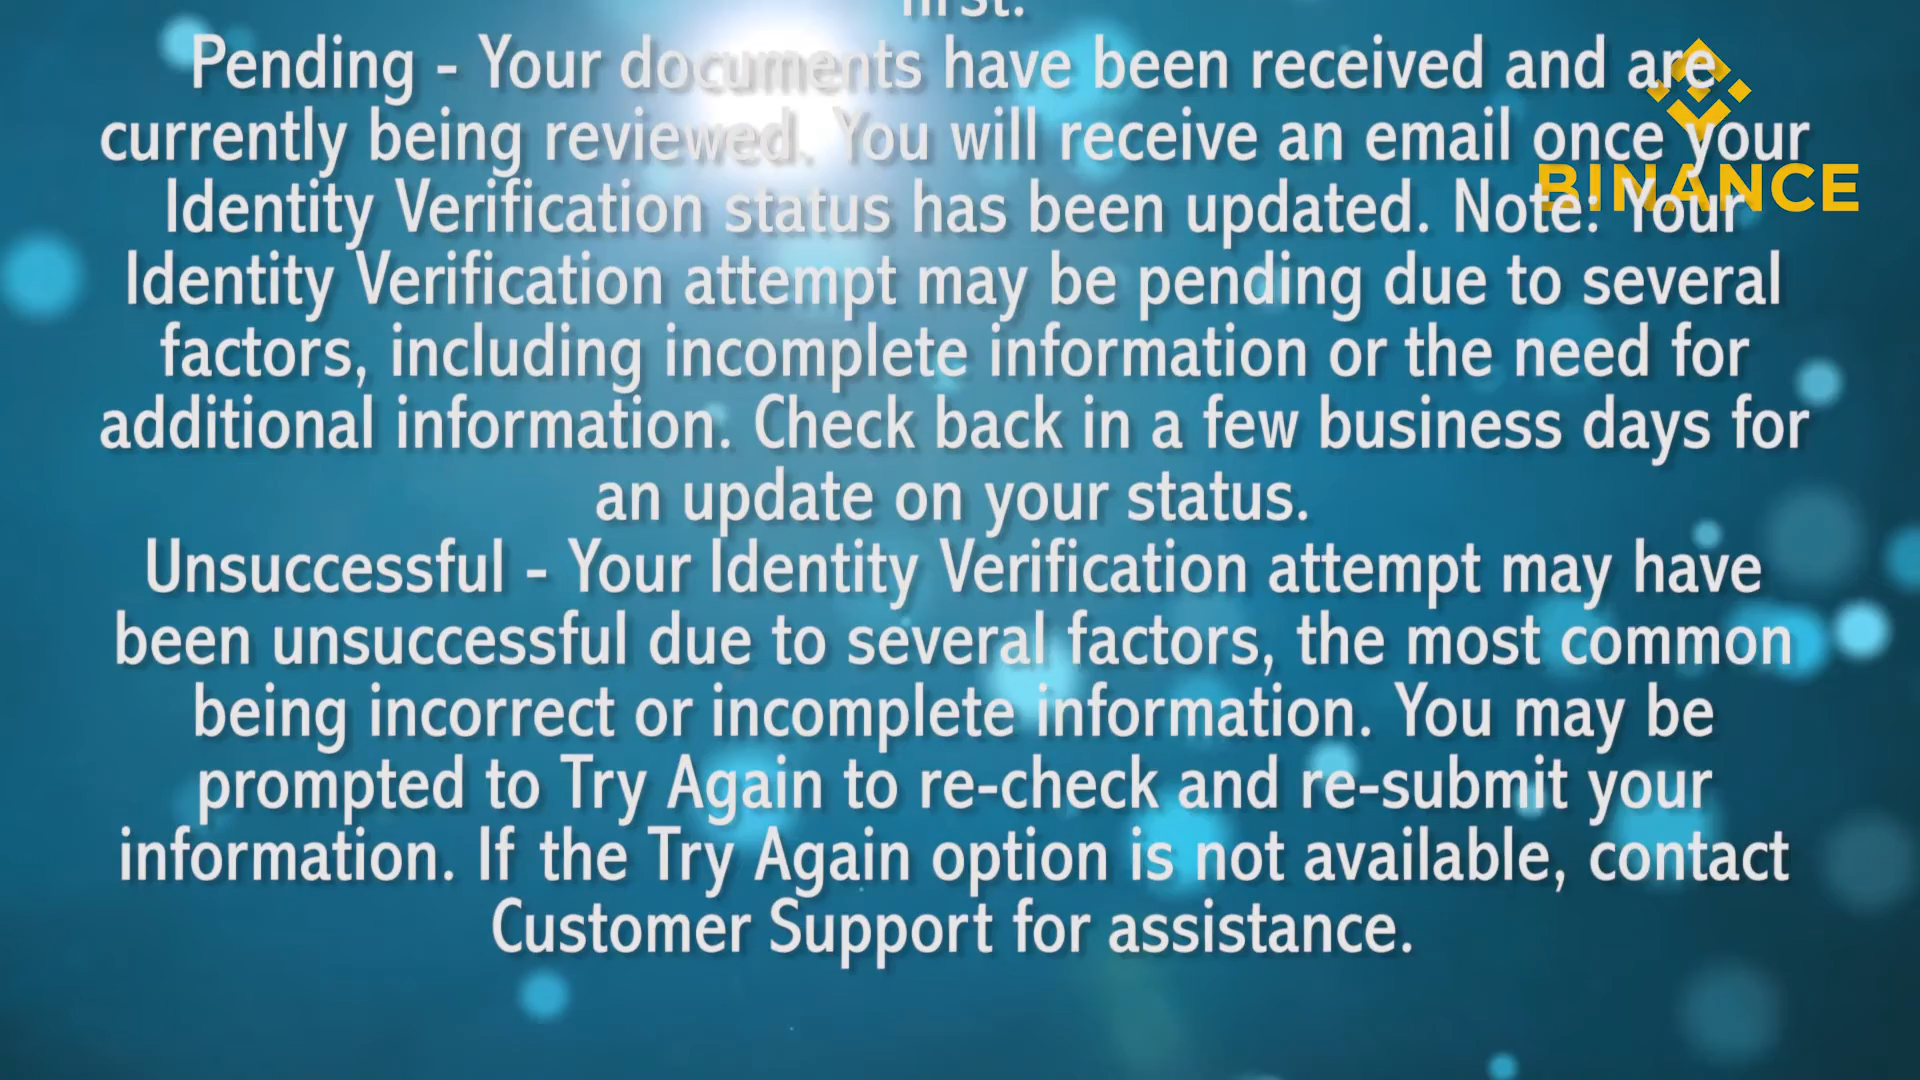 first.
Pending - Your documents have been received and are
currently being reviewed. You will receive an email once your
Identity Verification status has been updated. Note: Your
Identity Verification attempt may be pending due to several
factors, including incomplete information or the need for
additional information. Check back in a few business days for
an update on your status.
Unsuccessful - Your Identity Verification attempt may have
been unsuccessful due to several factors, the most common
being incorrect or incomplete information. You may be
prompted to Try Again to re-check and re-submit your
information. If the Try Again option is not available, contact
Customer Support for assistance.
BINANCE